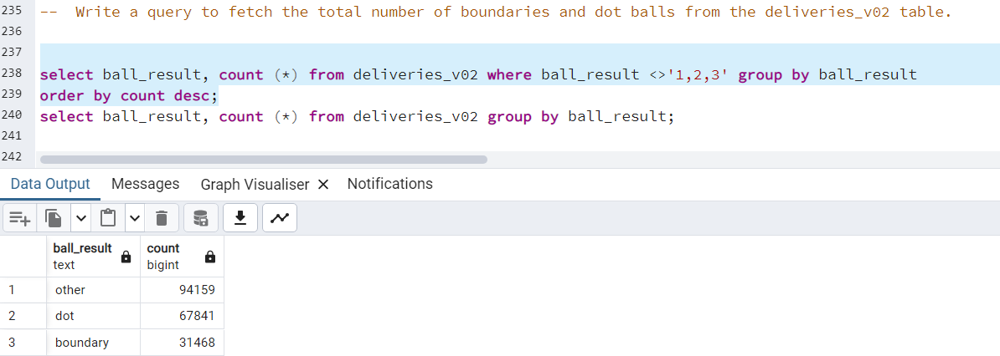 235 --  Write a query to fetch the total number of boundaries and dot balls from the deliveries_v02 table.
236
237
238 select ball_result, count (*) from deliveries_v02 where ball_result <>'1,2,3' group by ball_result
239 order by count desc;
240 select ball_result, count (*) from deliveries_v02 group by ball_result;
241
242
Data Output Messages Graph Visualiser × Notifications
ball_result count
text bigint
1 other 94159
2 dot 67841
3 boundary 31468